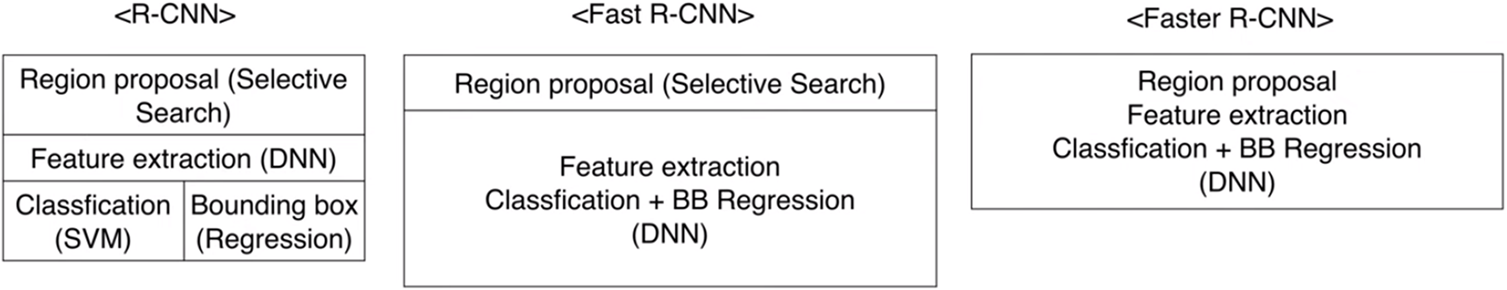 <R-CNN>
Region proposal (Selective
Search)
Feature extraction (DNN)
Classfication
(SVM)
Bounding box
(Regression)
<Fast R-CNN>
Region proposal (Selective Search)
Feature extraction
Classfication + BB Regression
(DNN)
<Faster R-CNN>
Region proposal
Feature extraction
Classfication + BB Regression
(DNN)